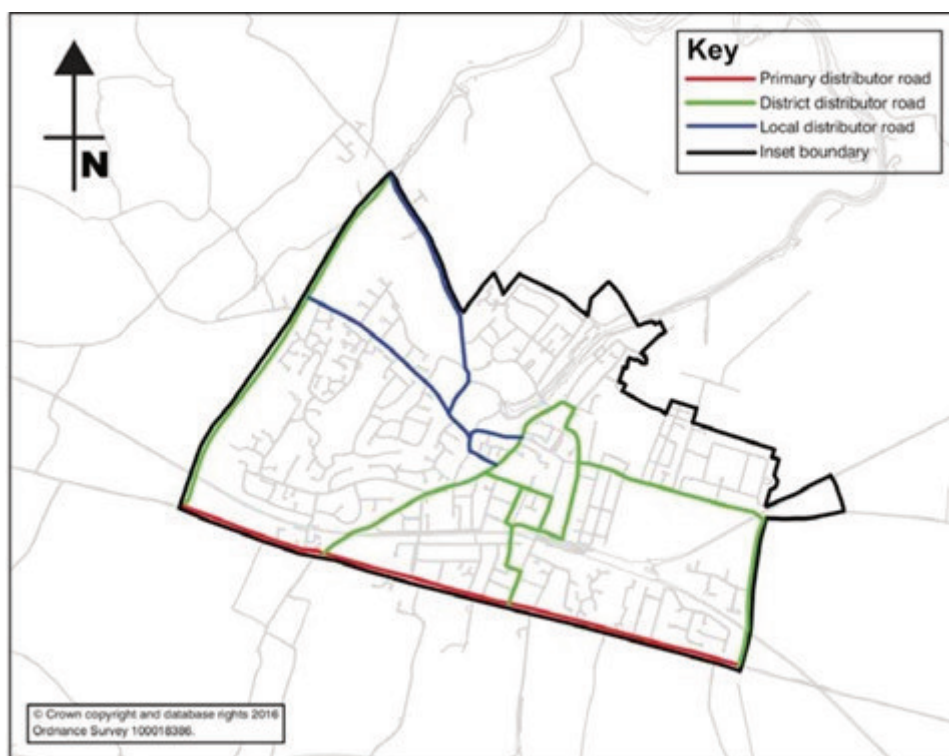 Key
Primary distributor road
District distributor road
Local distributor road
Inset boundary
N
© Crown copyright and database rights 2016
Ordnance Survey 100018386.